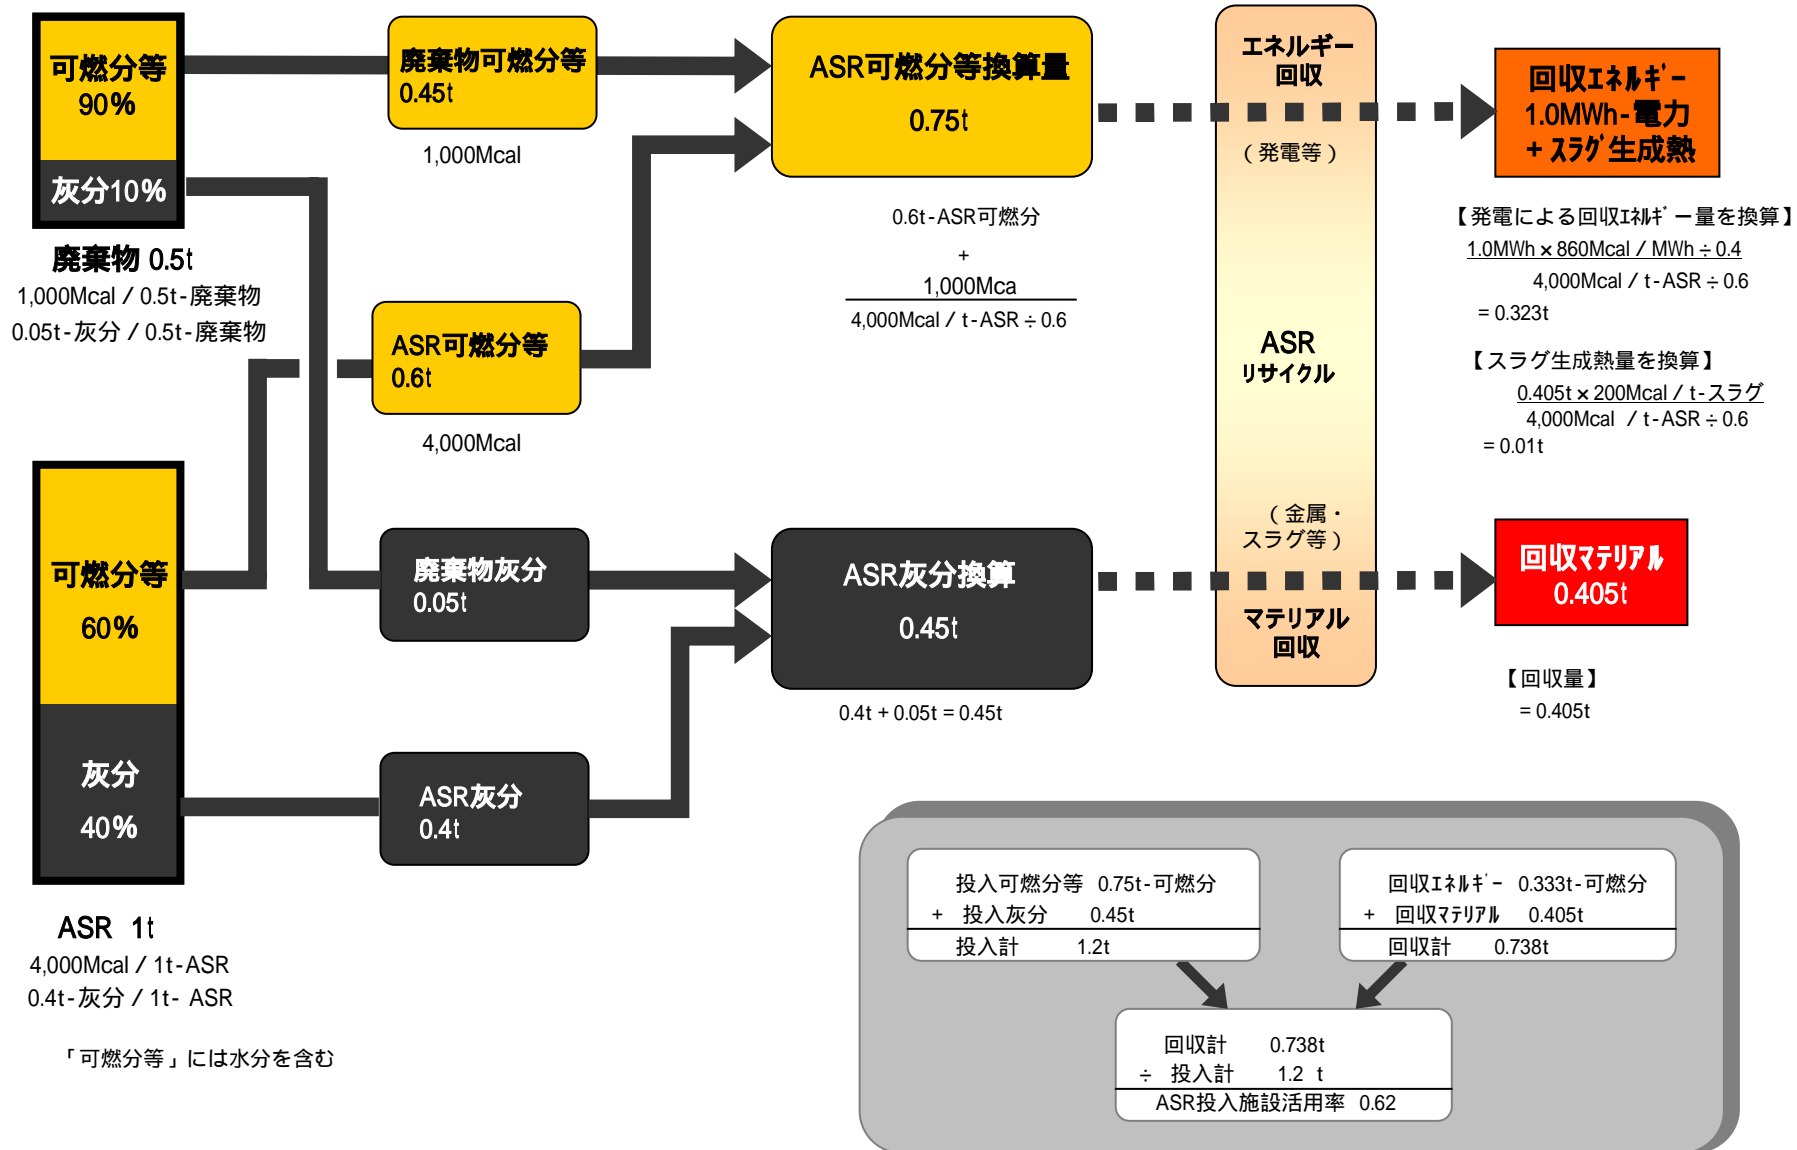 可燃分等
90%
灰分10%
廃棄物 0.5t
1,000Mcal / 0.5t-廃棄物
0.05t-灰分 / 0.5t-廃棄物
可燃分等
60%
灰分
40%
ASR 1t
4,000Mcal / 1t-ASR
0.4t-灰分 / 1t- ASR
「可燃分等」には水分を含む
廃棄物可燃分等
0.45t
1,000Mcal
ASR可燃分等
0.6t
4,000Mcal
廃棄物灰分
0.05t
ASR灰分
0.4t
ASR可燃分等換算量
0.75t
0.6t-ASR可燃分
+
1,000Mca
4,000Mcal / t-ASR ÷ 0.6
ASR灰分換算
0.45t
0.4t + 0.05t = 0.45t
エネルギー
回収
(発電等)
ASR
リサイクル
(金属・
スラグ等)
マテリアル
回収
回収ｴﾈﾙｷﾞｰ
1.0MWh-電力
+ ｽﾗｸﾞ生成熱
【発電による回収ｴﾈﾙｷﾞｰ量を換算】
1.0MWh × 860Mcal / MWh ÷ 0.4
4,000Mcal / t-ASR ÷ 0.6
= 0.323t
【スラグ生成熱量を換算】
0.405t × 200Mcal / t-スラグ
4,000Mcal / t-ASR ÷ 0.6
= 0.01t
回収ﾏﾃﾘｱﾙ
0.405t
【回収量】
= 0.405t
投入可燃分等 0.75t-可燃分
+ 投入灰分 0.45t
投入計 1.2t
回収ｴﾈﾙｷﾞｰ 0.333t-可燃分
+ 回収ﾏﾃﾘｱﾙ 0.405t
回収計 0.738t
回収計 0.738t
÷ 投入計 1.2 t
ASR投入施設活用率 0.62